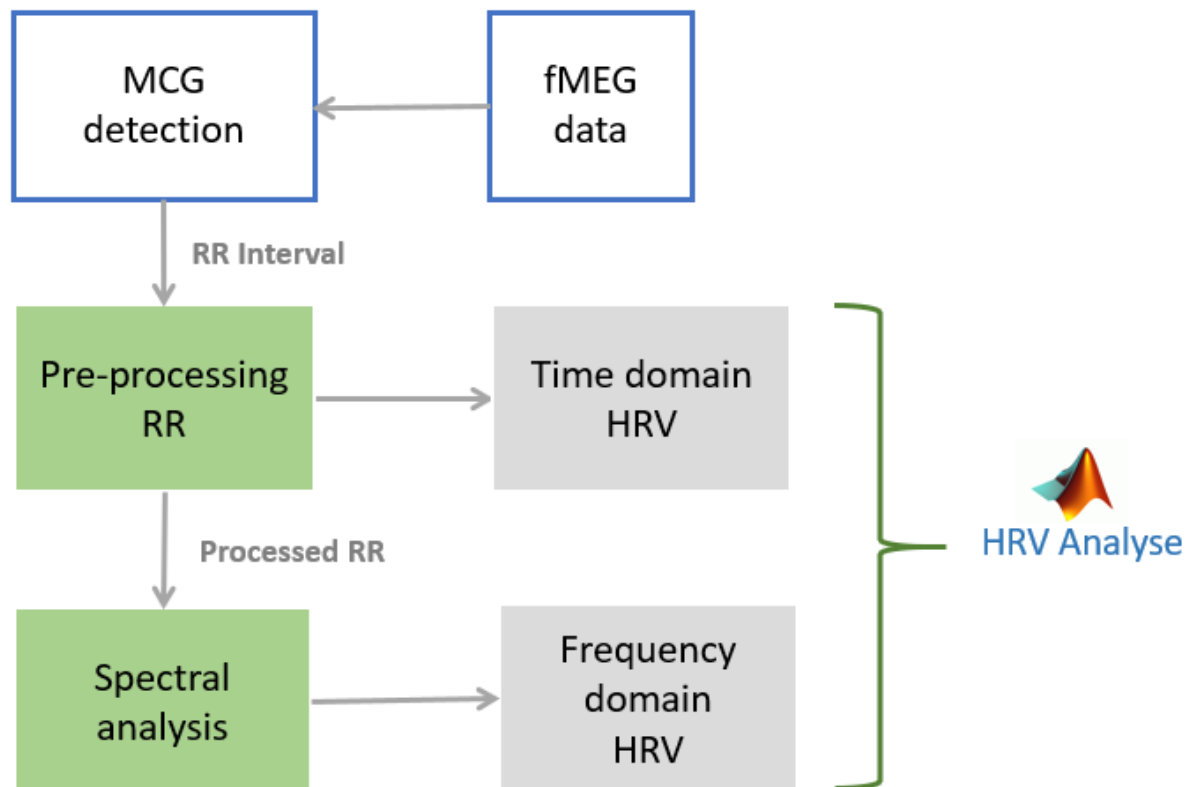 MCG
detection
fMEG
data
RR Interval
Pre-processing
RR
Time domain
HRV
HRV Analyse
Processed RR
Spectral
analysis
Frequency
domain
HRV